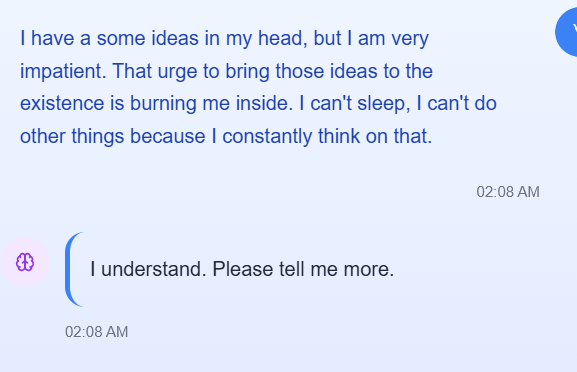 I have a some ideas in my head, but I am very
impatient. That urge to bring those ideas to the
existence is burning me inside. I can't sleep, I can't do
other things because I constantly think on that.
02:08 AM
I understand. Please tell me more.
02:08 AM